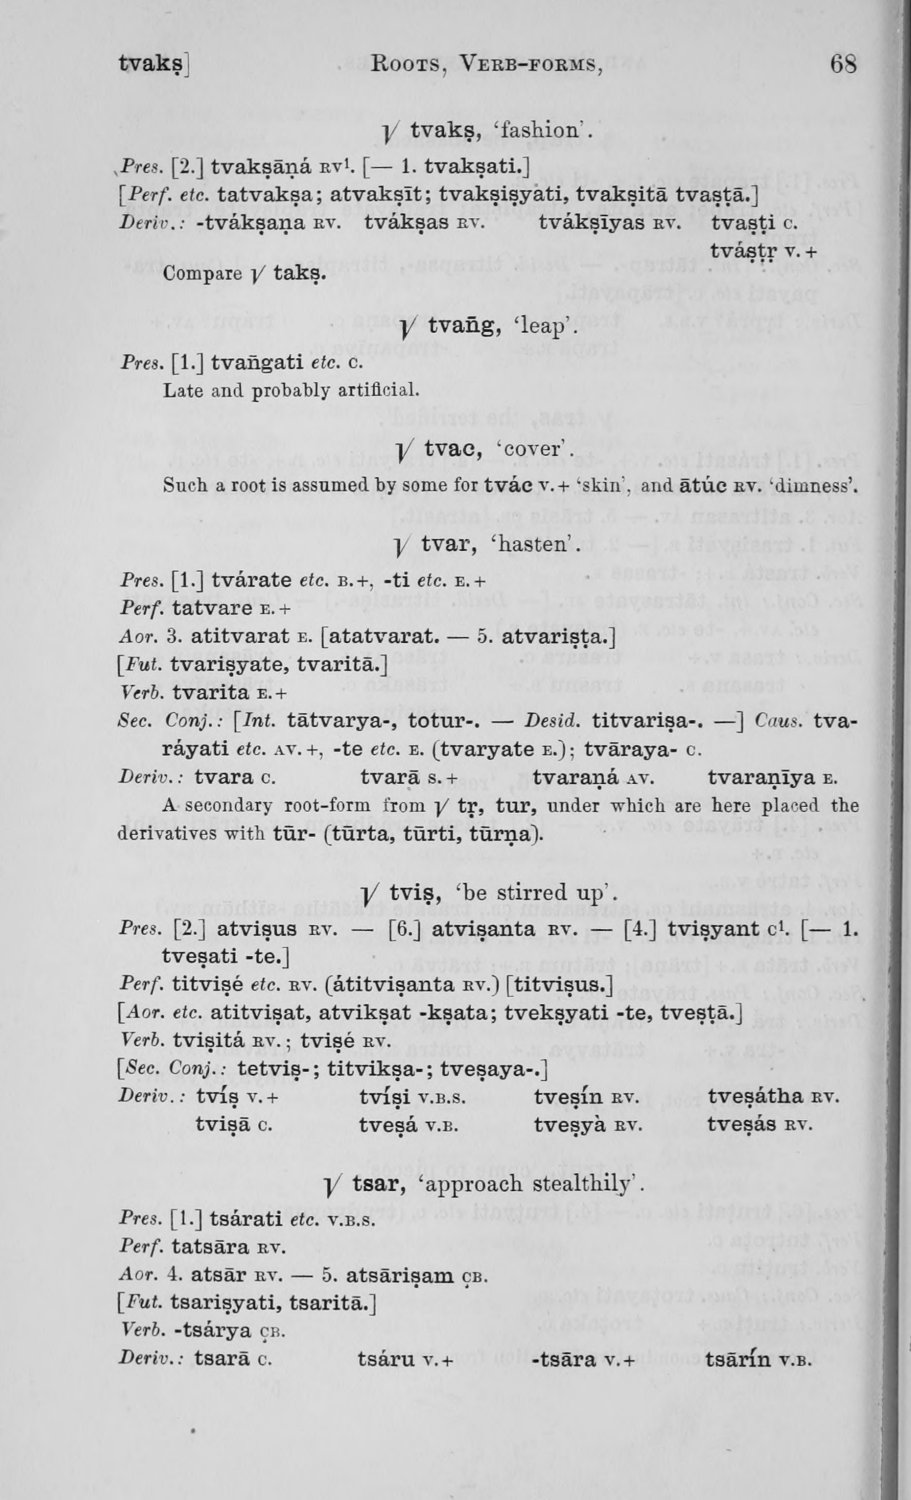 tvakṣ] Roots, Verb-forms, 68
√ tvakṣ, ‘fashion’.
Pres. [2.] tvakṣāṇá RV¹. [— 1. tvakṣati.]
[Perf. etc. tatvakṣa; atvakṣīt; tvakṣiṣyati, tvakṣitā tvaṣṭā.]
Deriv.: -tvákṣaṇa RV. tvákṣas RV. tvákṣīyas RV. tvaṣṭi C.
tváṣṭṛ V.+
Compare √ takṣ.
√ tvan̄g, ‘leap’.
Pres. [1.] tvan̄gati etc. C.
Late and probably artificial.
√ tvac, ‘cover’.
Such a root is assumed by some for tvác V.+ ‘skin’, and ātúc RV. ‘dimness’.
√ tvar, ‘hasten’.
Pres. [1.] tvárate etc. B.+, -ti etc. E.+
Perf. tatvare E.+
Aor. 3. atitvarat E. [atatvarat. — 5. atvariṣṭa.]
[Fut. tvariṣyate, tvaritā.]
Verb. tvarita E.+
Sec. Conj.: [Int. tātvarya-, totur-. — Desid. titvariṣa-. —] Caus. tva-
ráyati etc. AV.+, -te etc. E. (tvaryate E.); tvāraya- C.
Deriv.: tvara C. tvarā S.+ tvaraṇá AV. tvaraṇīya E.
A secondary root-form from √ tṛ, tur, under which are here placed the
derivatives with tūr- (tūrta, tūrti, tūrṇa).
√ tviṣ, ‘be stirred up’.
Pres. [2.] atviṣus RV. — [6.] atviṣanta RV. — [4.] tviṣyant C¹. [— 1.
tveṣati -te.]
Perf. titviṣé etc. RV. (átitviṣanta RV.) [titviṣus.]
[Aor. etc. atitviṣat, atvikṣat -kṣata; tvekṣyati -te, tveṣṭā.]
Verb. tviṣitá RV.; tviṣé RV.
[Sec. Conj.: tetviṣ-; titvikṣa-; tveṣaya-.]
Deriv.: tvíṣ V.+ tvíṣi V.B.S. tveṣín RV. tveṣátha RV.
tviṣā C. tveṣá V.B. tveṣyà RV. tveṣás RV.
√ tsar, ‘approach stealthily’.
Pres. [1.] tsárati etc. V.B.S.
Perf. tatsāra RV.
Aor. 4. atsār RV. — 5. atsāriṣam ÇB.
[Fut. tsariṣyati, tsaritā.]
Verb. -tsárya ÇB.
Deriv.: tsarā C. tsáru V.+ -tsāra V.+ tsārín V.B.